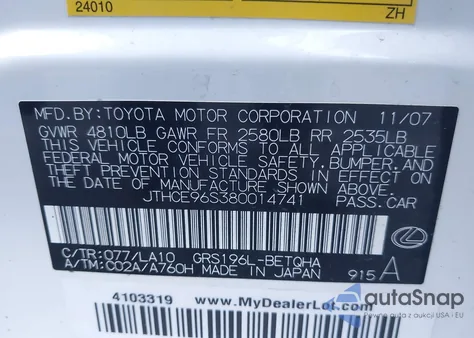 24010 ZH
MFD. BY: TOYOTA MOTOR CORPORATION 11/07
GVWR 4810LB GAWR FR 2580LB RR 2535LB
THIS VEHICLE CONFORMS TO ALL APPLICABLE
FEDERAL MOTOR VEHICLE SAFETY, BUMPER, AND
THEFT PREVENTION STANDARDS IN EFFECT ON
THE DATE OF MANUFACTURE SHOWN ABOVE.
JTHCE96S380014741 PASS. CAR
C/TR: 077/LA10 GRS196L-BETQHA
A/TM: C02A/A760H MADE IN JAPAN 915 A
4103319 www.MyDealerLot.com
autoSnap